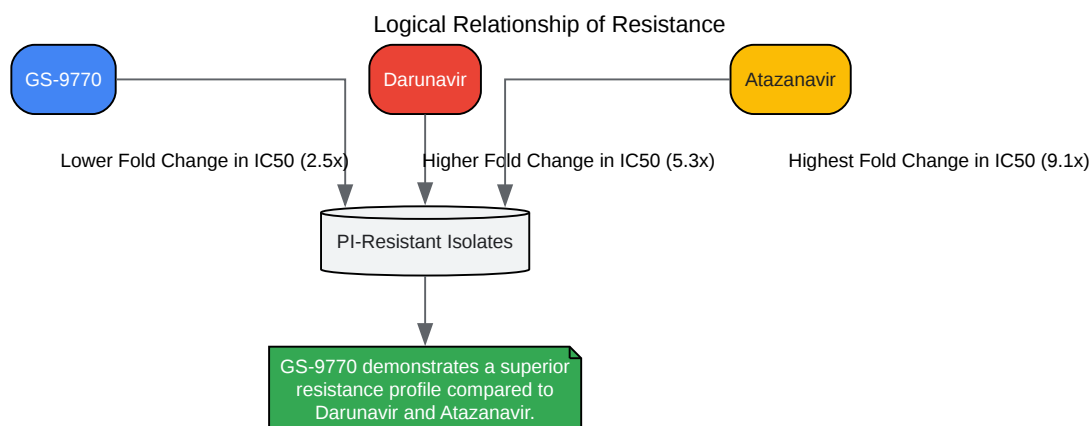 Logical Relationship of Resistance
GS-9770
Darunavir
Atazanavir
Lower Fold Change in IC50 (2.5x)
Higher Fold Change in IC50 (5.3x)
Highest Fold Change in IC50 (9.1x)
PI-Resistant Isolates
GS-9770 demonstrates a superior
resistance profile compared to
Darunavir and Atazanavir.